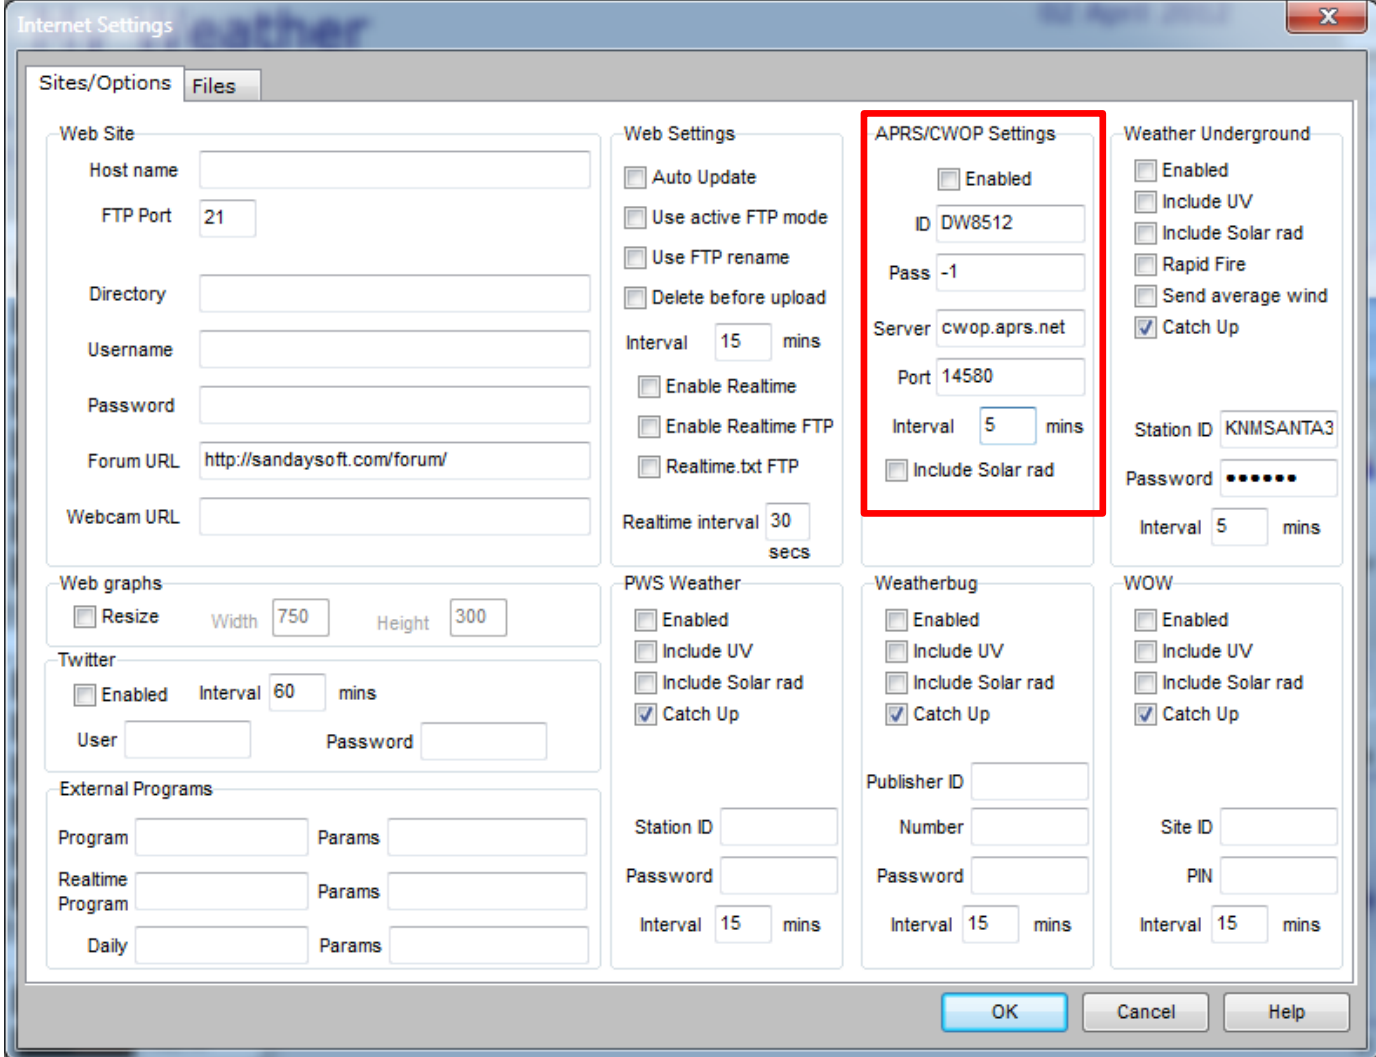 Internet Settings
Weather
02 April 2012
X
Sites/Options
Files
Web Site
Host name
FTP Port 21
Directory
Username
Password
Forum URL http://sandaysoft.com/forum/
Webcam URL
Web Settings
Auto Update
Use active FTP mode
Use FTP rename
Delete before upload
Interval 15 mins
Enable Realtime
Enable Realtime FTP
Realtime.txt FTP
Realtime interval 30
secs
APRS/CWOP Settings
Enabled
ID DW8512
Pass -1
Server cwop.aprs.net
Port 14580
Interval 5 mins
Include Solar rad
Weather Underground
Enabled
Include UV
Include Solar rad
Rapid Fire
Send average wind
Catch Up
Station ID KNMSANTA3
Password ••••••
Interval 5 mins
Web graphs
Resize Width 750 Height 300
Twitter
Enabled Interval 60 mins
User Password
External Programs
Program Params
Realtime
Program Params
Daily Params
PWS Weather
Enabled
Include UV
Include Solar rad
Catch Up
Station ID
Password
Interval 15 mins
Weatherbug
Enabled
Include UV
Include Solar rad
Catch Up
Publisher ID
Number
Password
Interval 15 mins
WOW
Enabled
Include UV
Include Solar rad
Catch Up
Site ID
PIN
Interval 15 mins
OK
Cancel
Help